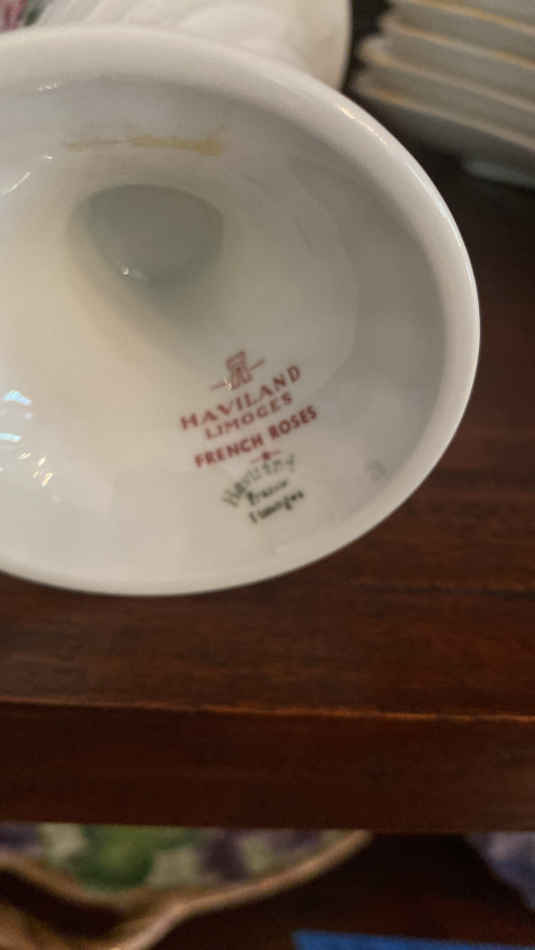 HAVILAND
LIMOGES
FRENCH ROSES
Haviland
France
Limoges